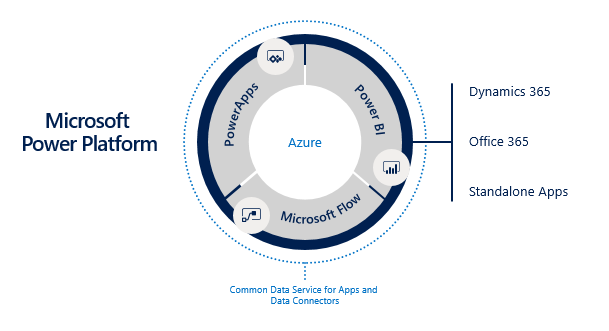 Microsoft
Power Platform
PowerApps
Power BI
Microsoft Flow
Azure
Dynamics 365
Office 365
Standalone Apps
Common Data Service for Apps and
Data Connectors